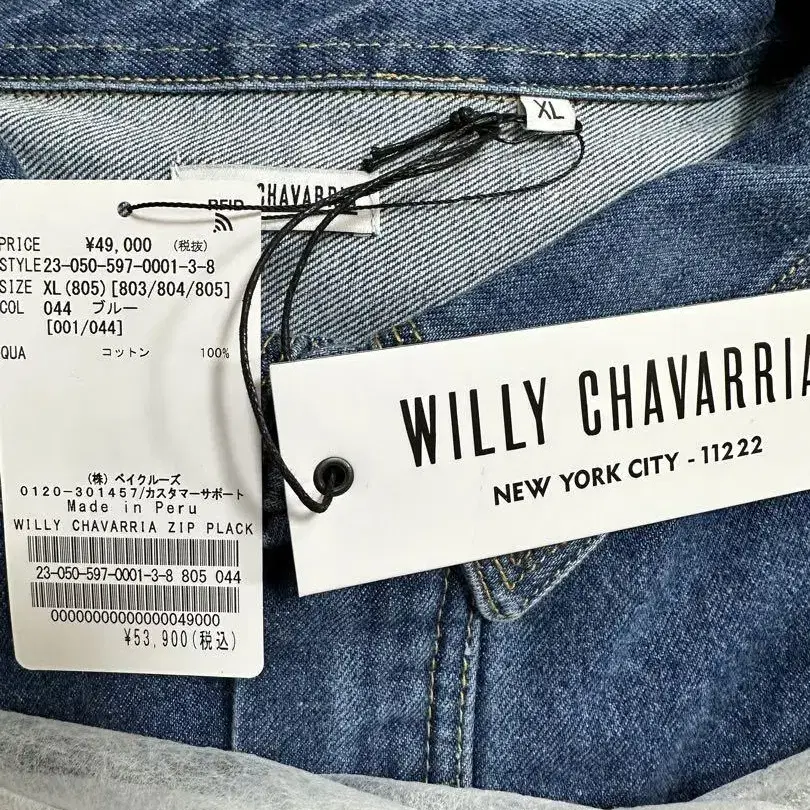 XL
CHAVARRIA
RFID
PRICE ¥49,000 (税抜)
STYLE23-050-597-0001-3-8
SIZE XL(805)[803/804/805]
COL 044 ブルー
[001/044]
QUA コットン 100%
(株)ベイクルーズ
0120-301457/カスタマーサポート
Made in Peru
WILLY CHAVARRIA ZIP PLACK
23-050-597-0001-3-8 805 044
00000000000000049000
¥53,900(税込)
WILLY CHAVARRIA
NEW YORK CITY - 11222